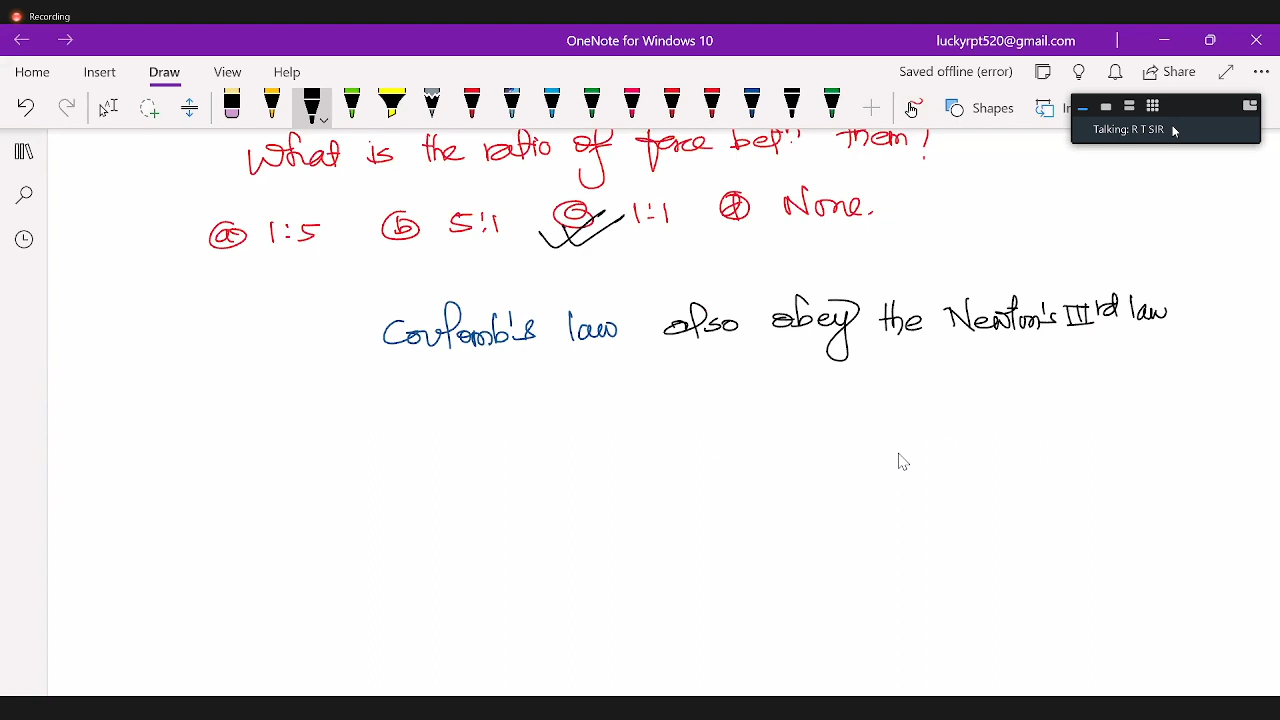 Recording
OneNote for Windows 10
luckyrpt520@gmail.com
Home Insert Draw View Help
Saved offline (error)
Share
Shapes
Talking: R T SIR
What is the ratio of force betn them?
(a) 1:5 (b) 5:1 (c) 1:1 (d) None.
Coulomb's law also obey the Newton's IIIrd law